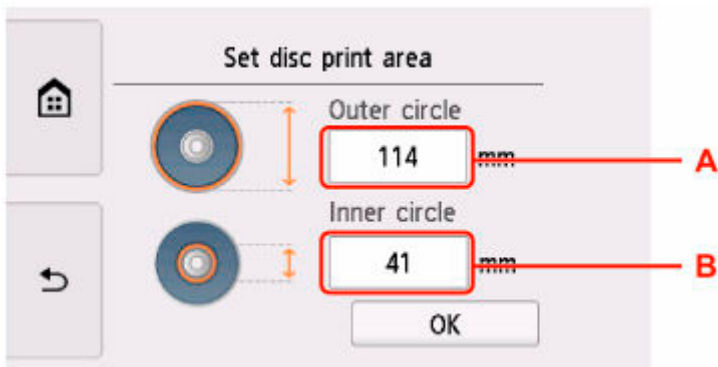 Set disc print area
Outer circle
114 mm
A
Inner circle
41 mm
B
OK